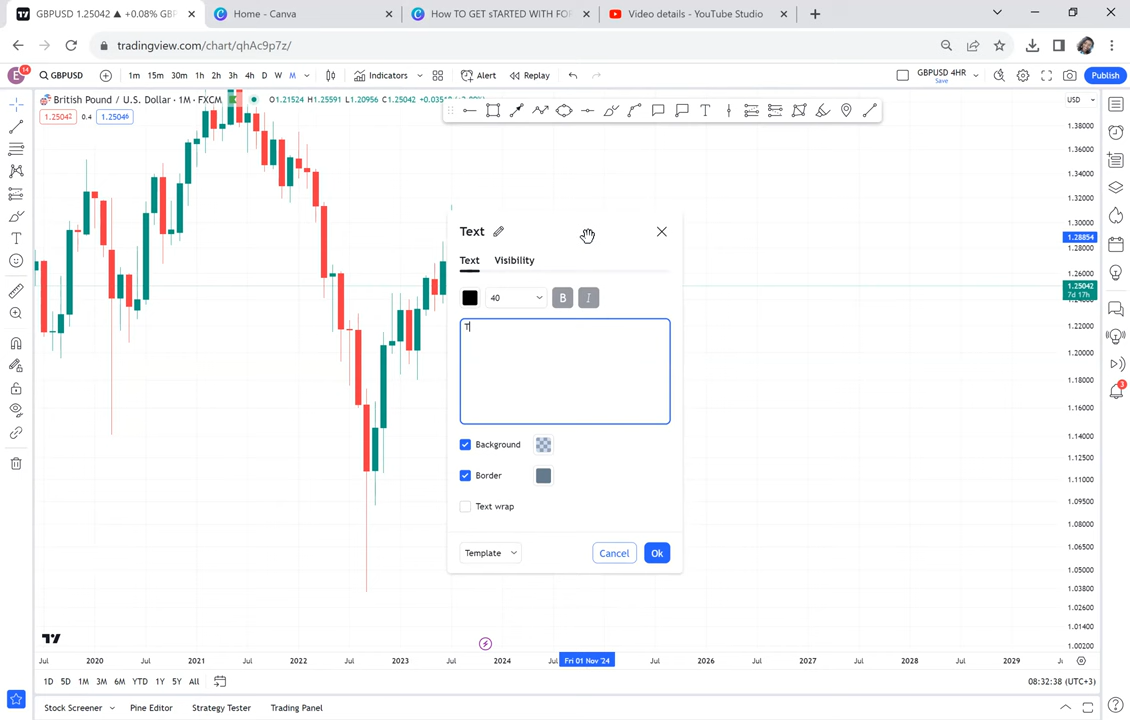 GBPUSD 1.25042 ▲ +0.08% GBP
Home - Canva
How TO GET sTARTED WITH FOR
Video details - YouTube Studio
tradingview.com/chart/qhAc9p7z/
E 14 GBPUSD 1m 15m 30m 1h 2h 3h 4h D W M Indicators Alert Replay GBPUSD 4HR Save Publish
British Pound / U.S. Dollar · 1M · FXCM O1.21524 H1.25591 L1.20956 C1.25042
USD
1.25042 0.4 1.25046
1.38000
1.36000
1.34000
1.32000
1.30000
1.28854
1.26000
1.25042
7d 17h
1.24000
1.22000
1.20000
1.18000
1.16000
1.14000
1.12500
1.11000
1.09500
1.08000
1.06500
1.05000
1.03800
1.02600
1.01400
1.00200
Text
Text Visibility
40 B I
T
Background
Border
Text wrap
Template Cancel Ok
3
Jul 2020 Jul 2021 Jul 2022 Jul 2023 Jul 2024 Jul Fri 01 Nov '24 Jul 2026 Jul 2027 Jul 2028 Jul 2029
1D 5D 1M 3M 6M YTD 1Y 5Y All
08:32:38 (UTC+3)
Stock Screener Pine Editor Strategy Tester Trading Panel